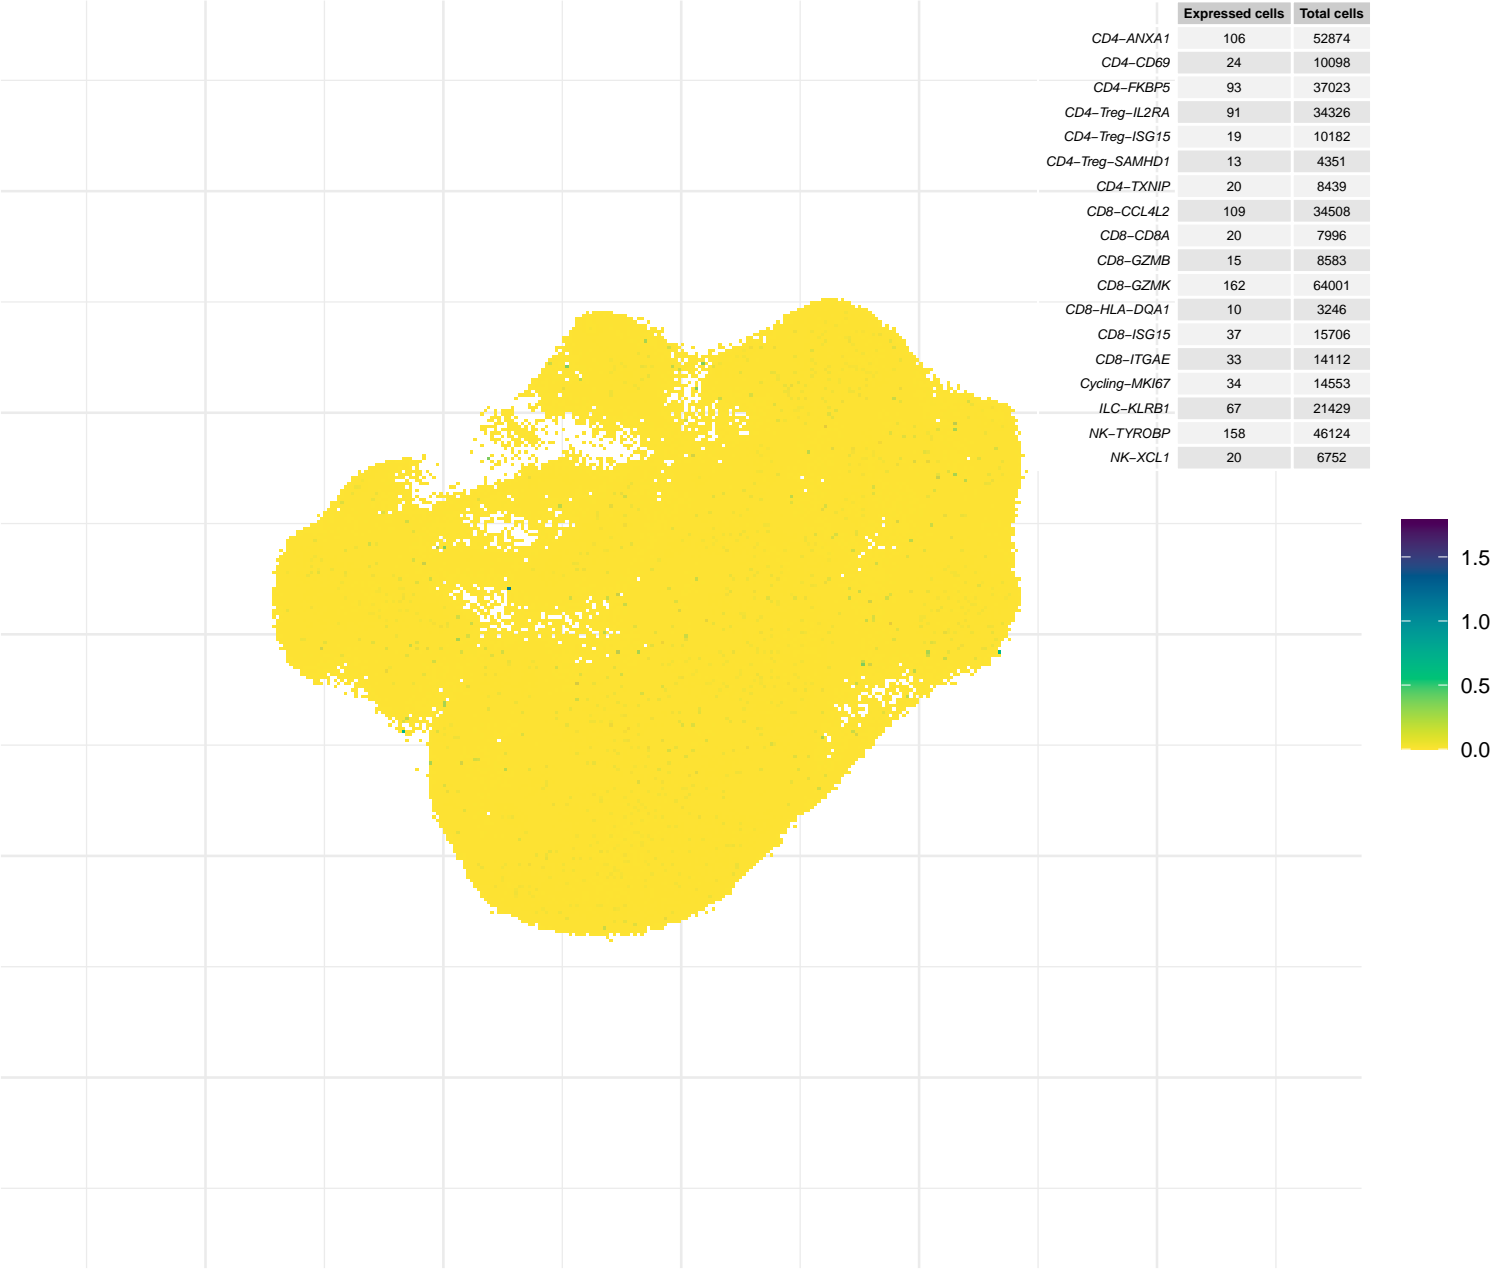 Expressed cells Total cells
CD4−ANXA1 106 52874
CD4−CD69 24 10098
CD4−FKBP5 93 37023
CD4−Treg−IL2RA 91 34326
CD4−Treg−ISG15 19 10182
CD4−Treg−SAMHD1 13 4351
CD4−TXNIP 20 8439
CD8−CCL4L2 109 34508
CD8−CD8A 20 7996
CD8−GZMB 15 8583
CD8−GZMK 162 64001
CD8−HLA−DQA1 10 3246
CD8−ISG15 37 15706
CD8−ITGAE 33 14112
Cycling−MKI67 34 14553
ILC−KLRB1 67 21429
NK−TYROBP 158 46124
NK−XCL1 20 6752
1.5
1.0
0.5
0.0